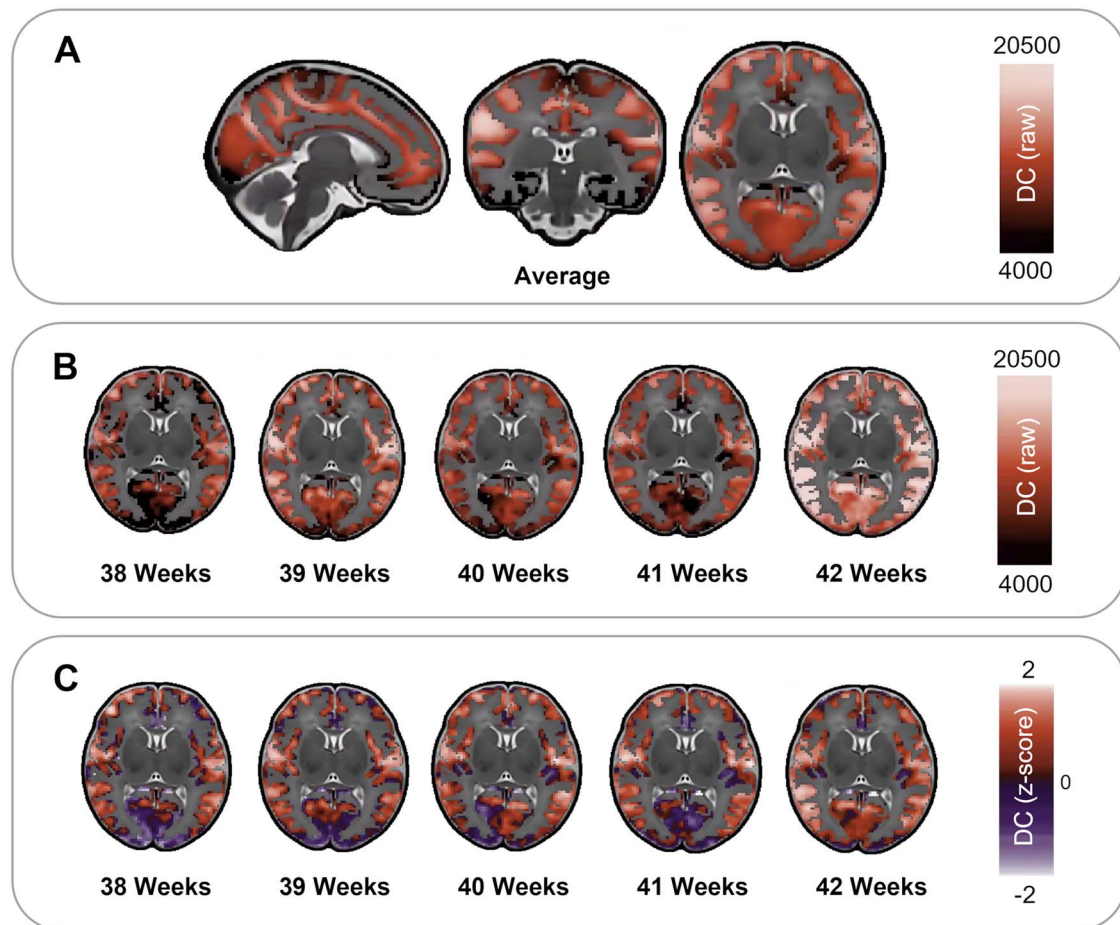 A
20500
DC (raw)
4000
Average
B
20500
DC (raw)
4000
38 Weeks 39 Weeks 40 Weeks 41 Weeks 42 Weeks
C
2
DC (z-score)
0
-2
38 Weeks 39 Weeks 40 Weeks 41 Weeks 42 Weeks